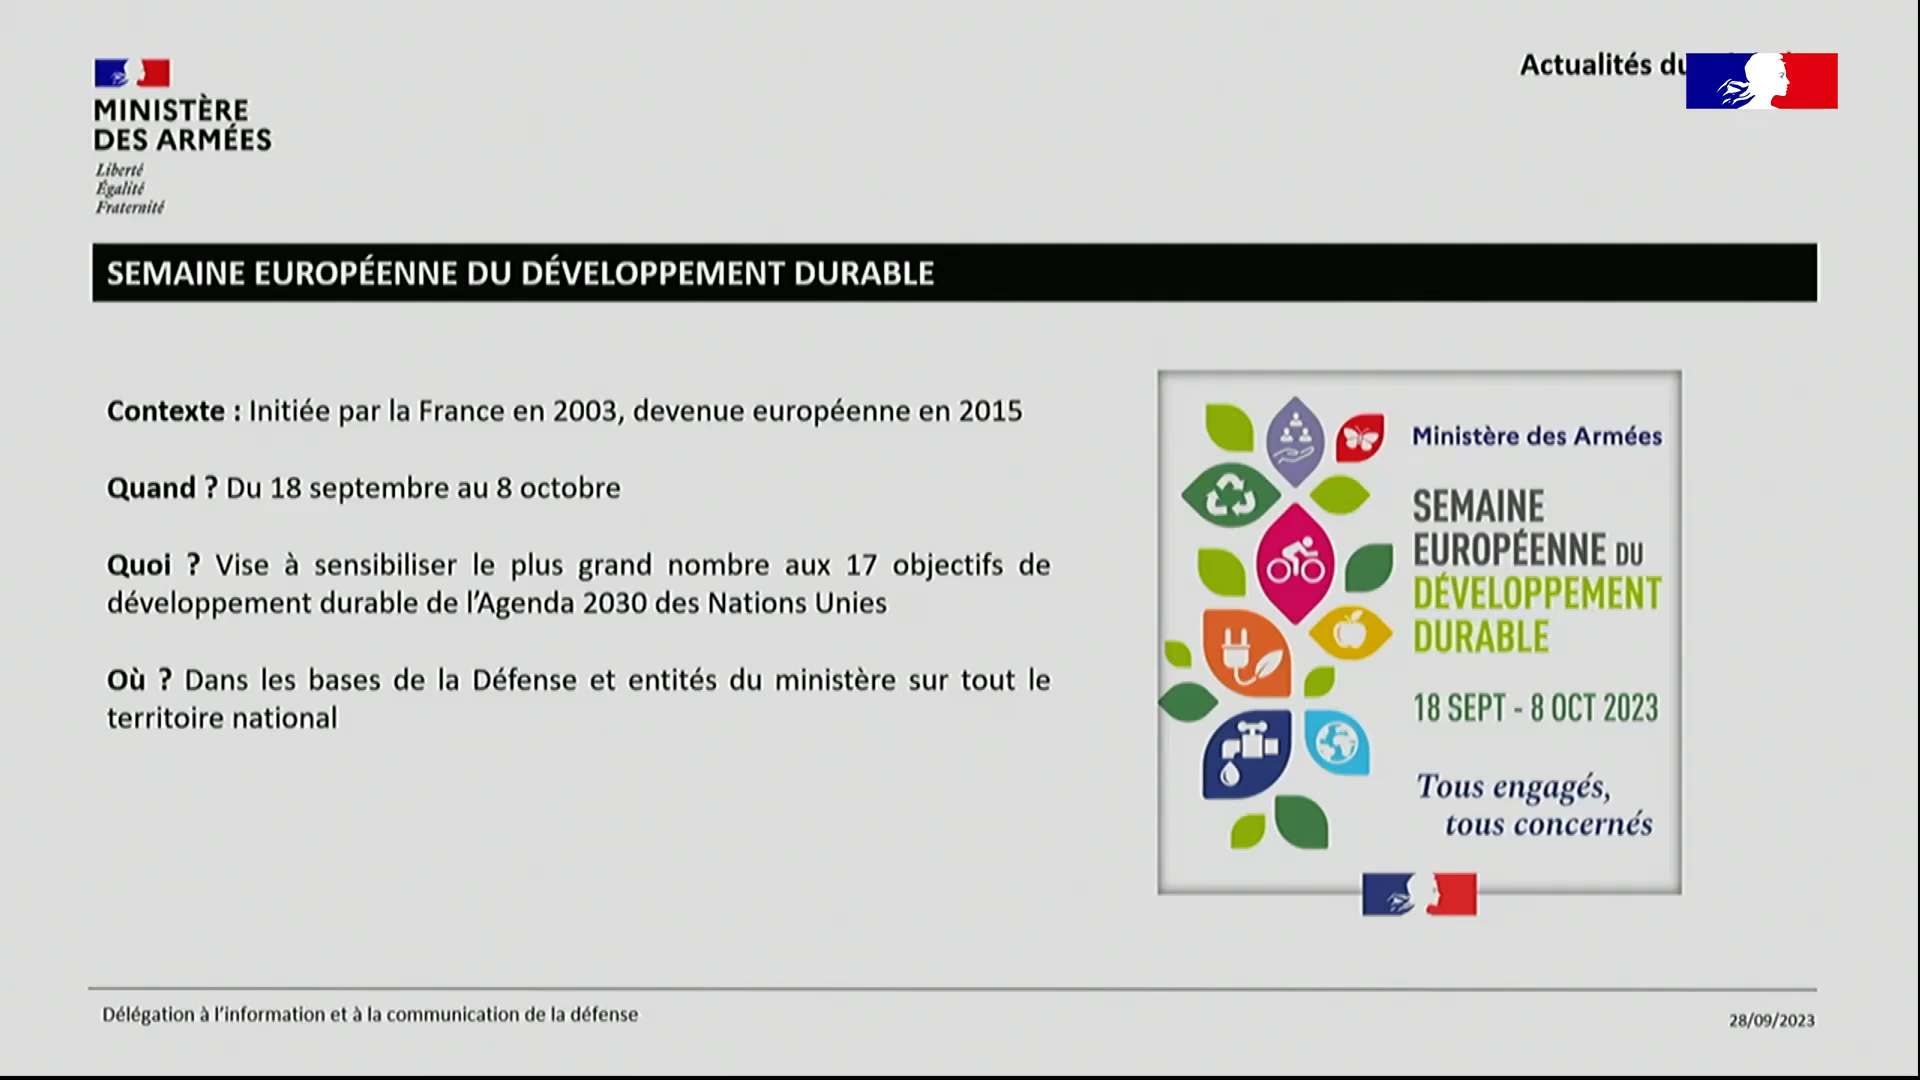 MINISTÈRE
DES ARMÉES
Liberté
Égalité
Fraternité
Actualités du
SEMAINE EUROPÉENNE DU DÉVELOPPEMENT DURABLE
Contexte : Initiée par la France en 2003, devenue européenne en 2015
Quand ? Du 18 septembre au 8 octobre
Quoi ? Vise à sensibiliser le plus grand nombre aux 17 objectifs de
développement durable de l’Agenda 2030 des Nations Unies
Où ? Dans les bases de la Défense et entités du ministère sur tout le
territoire national
Ministère des Armées
SEMAINE
EUROPÉENNE DU
DÉVELOPPEMENT
DURABLE
18 SEPT - 8 OCT 2023
Tous engagés,
tous concernés
Délégation à l’information et à la communication de la défense
28/09/2023